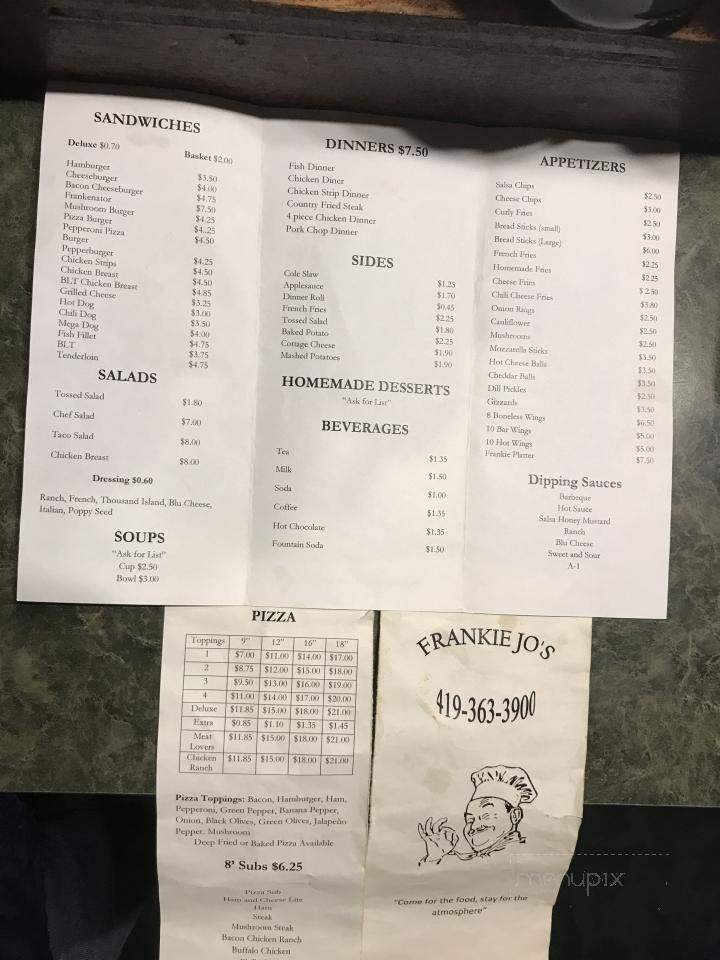 SANDWICHES
Deluxe $0.70
Basket $2.00
Hamburger $3.50
Cheeseburger $4.00
Bacon Cheeseburger $4.75
Frankenator $7.50
Mushroom Burger $4.25
Pizza Burger $4..25
Pepperoni Pizza $4.50
Burger
Pepperburger $4.25
Chicken Strips $4.50
Chicken Breast $4.50
BLT Chicken Breast $4.85
Grilled Cheese $3.25
Hot Dog $3.00
Chili Dog $3.50
Mega Dog $4.00
Fish Fillet $4.75
BLT $3.75
Tenderloin $4.75
SALADS
Tossed Salad $1.80
Chef Salad $7.00
Taco Salad $8.00
Chicken Breast $8.00
Dressing $0.60
Ranch, French, Thousand Island, Blu Cheese,
Italian, Poppy Seed
SOUPS
"Ask for List"
Cup $2.50
Bowl $3.00
DINNERS $7.50
Fish Dinner
Chicken Diner
Chicken Strip Dinner
Country Fried Steak
4 piece Chicken Dinner
Pork Chop Dinner
SIDES
Cole Slaw $1.25
Applesauce $1.70
Dinner Roll $0.45
French Fries $2.25
Tossed Salad $1.80
Baked Potato $2.25
Cottage Cheese $1.90
Mashed Potatoes $1.90
HOMEMADE DESSERTS
"Ask for List"
BEVERAGES
Tea $1.35
Milk $1.50
Soda $1.00
Coffee $1.35
Hot Chocolate $1.35
Fountain Soda $1.50
APPETIZERS
Salsa Chips $2.50
Cheese Chips $3.00
Curly Fries $2.50
Bread Sticks (small) $3.00
Bread Sticks (Large) $6.00
French Fries $2.25
Homemade Fries $2.25
Cheese Fries $ 2.50
Chili Cheese Fries $3.80
Onion Rings $2.50
Cauliflower $2.50
Mushrooms $2.50
Mozzarella Sticks $3.50
Hot Cheese Balls $3.50
Cheddar Balls $3.50
Dill Pickles $2.50
Gizzards $3.50
8 Boneless Wings $6.50
10 Bar Wings $5.00
10 Hot Wings $5.00
Frankie Platter $7.50
Dipping Sauces
Barbeque
Hot Sauce
Salsa Honey Mustard
Ranch
Blu Cheese
Sweet and Sour
A-1
PIZZA
Toppings 9" 12" 16" 18"
1 $7.00 $11.00 $14.00 $17.00
2 $8.75 $12.00 $15.00 $18.00
3 $9.50 $13.00 $16.00 $19.00
4 $11.00 $14.00 $17.00 $20.00
Deluxe $11.85 $15.00 $18.00 $21.00
Extra $0.85 $1.10 $1.35 $1.45
Meat Lovers $11.85 $15.00 $18.00 $21.00
Chicken Ranch $11.85 $15.00 $18.00 $21.00
Pizza Toppings: Bacon, Hamburger, Ham,
Pepperoni, Green Pepper, Banana Pepper,
Onion, Black Olives, Green Olives, Jalapeño
Pepper, Mushroom
Deep Fried or Baked Pizza Available
8' Subs $6.25
Pizza Sub
Ham and Cheese Lite
Ham
Steak
Mushroom Steak
Bacon Chicken Ranch
Buffalo Chicken
FRANKIE JO'S
419-363-3900
"Come for the food, stay for the
atmosphere"
menupix